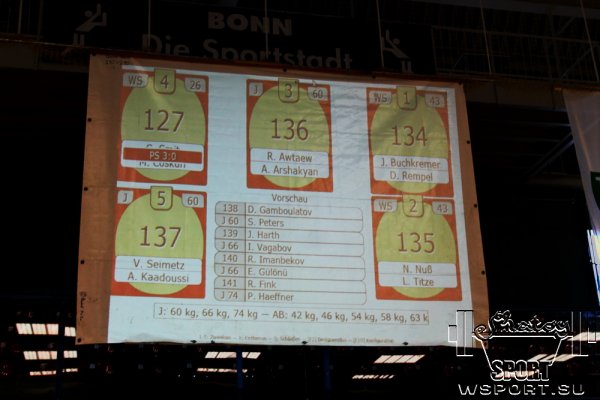 BONN
Die Sportstadt
WS 4 26
127
PS 3:0
M. Coskun
J 3 60
136
R. Awtaew
A. Arshakyan
WS 1 43
134
J. Buchkremer
D. Rempel
J 5 60
137
V. Seimetz
A. Kaadoussi
Vorschau
138 D. Gamboulatov
J 60 S. Peters
139 J. Harth
J 66 I. Vagabov
140 R. Imanbekov
J 66 E. Gülönü
141 R. Fink
J 74 P. Haeffner
WS 2 43
135
N. Nuß
L. Titze
J: 60 kg, 66 kg, 74 kg — AB: 42 kg, 46 kg, 54 kg, 58 kg, 63 k
SPORT
WSPORT.SU